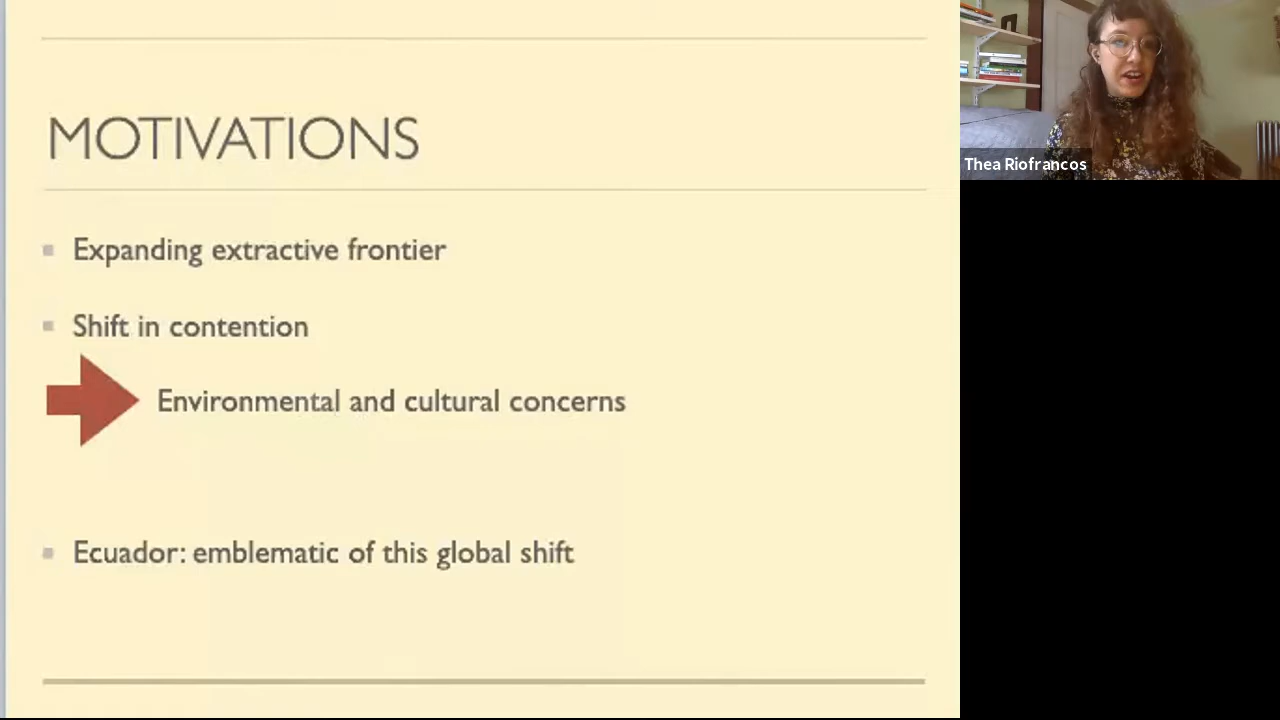 MOTIVATIONS
Expanding extractive frontier
Shift in contention
Environmental and cultural concerns
Ecuador: emblematic of this global shift
Thea Riofrancos